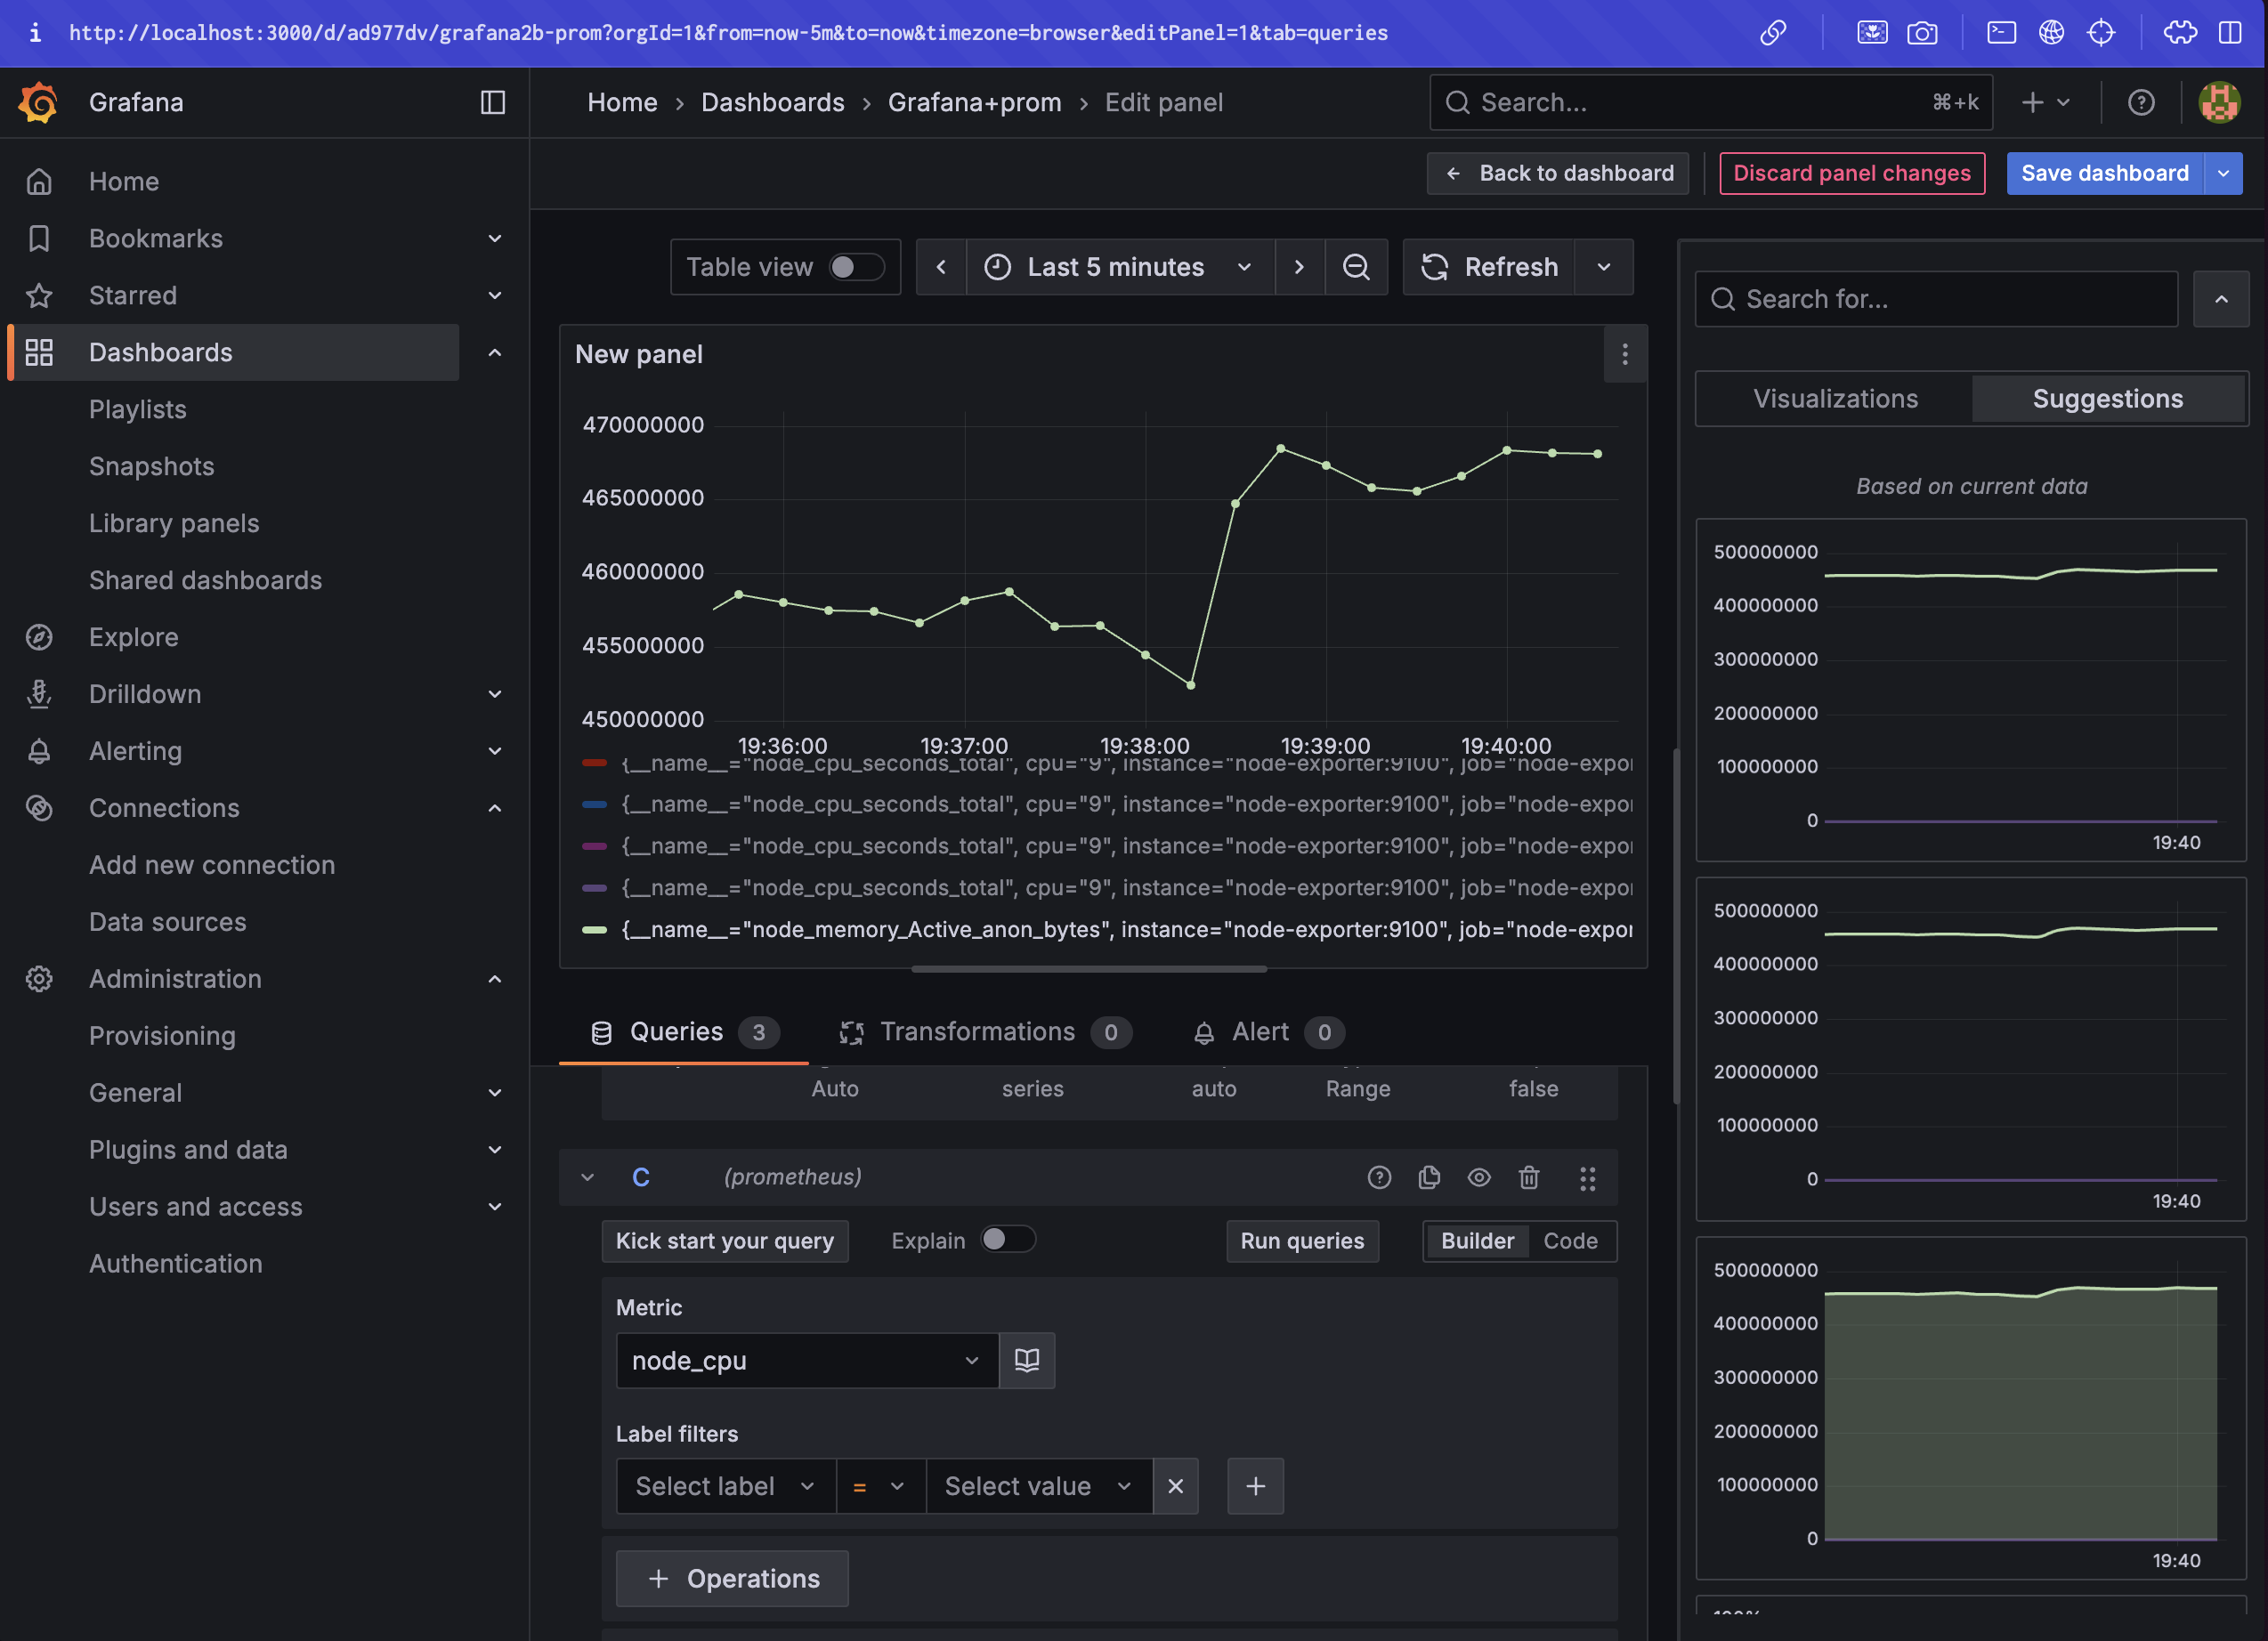 http://localhost:3000/d/ad977dv/grafana2b-prom?orgId=1&from=now-5m&to=now&timezone=browser&editPanel=1&tab=queries
Grafana
Home › Dashboards › Grafana+prom › Edit panel
Search...
⌘+k
Back to dashboard
Discard panel changes
Save dashboard
Home
Bookmarks
Starred
Dashboards
Playlists
Snapshots
Library panels
Shared dashboards
Explore
Drilldown
Alerting
Connections
Add new connection
Data sources
Administration
Provisioning
General
Plugins and data
Users and access
Authentication
Table view
Last 5 minutes
Refresh
New panel
470000000
465000000
460000000
455000000
450000000
19:36:00
19:37:00
19:38:00
19:39:00
19:40:00
{__name__="node_cpu_seconds_total", cpu="9", instance="node-exporter:9100", job="node-expor
{__name__="node_cpu_seconds_total", cpu="9", instance="node-exporter:9100", job="node-expor
{__name__="node_cpu_seconds_total", cpu="9", instance="node-exporter:9100", job="node-expor
{__name__="node_cpu_seconds_total", cpu="9", instance="node-exporter:9100", job="node-expor
{__name__="node_memory_Active_anon_bytes", instance="node-exporter:9100", job="node-expor
Queries 3
Transformations 0
Alert 0
Auto
series
auto
Range
false
C
(prometheus)
Kick start your query
Explain
Run queries
Builder
Code
Metric
node_cpu
Label filters
Select label
=
Select value
+ Operations
Search for...
Visualizations
Suggestions
Based on current data
500000000
400000000
300000000
200000000
100000000
0
19:40
500000000
400000000
300000000
200000000
100000000
0
19:40
500000000
400000000
300000000
200000000
100000000
0
19:40